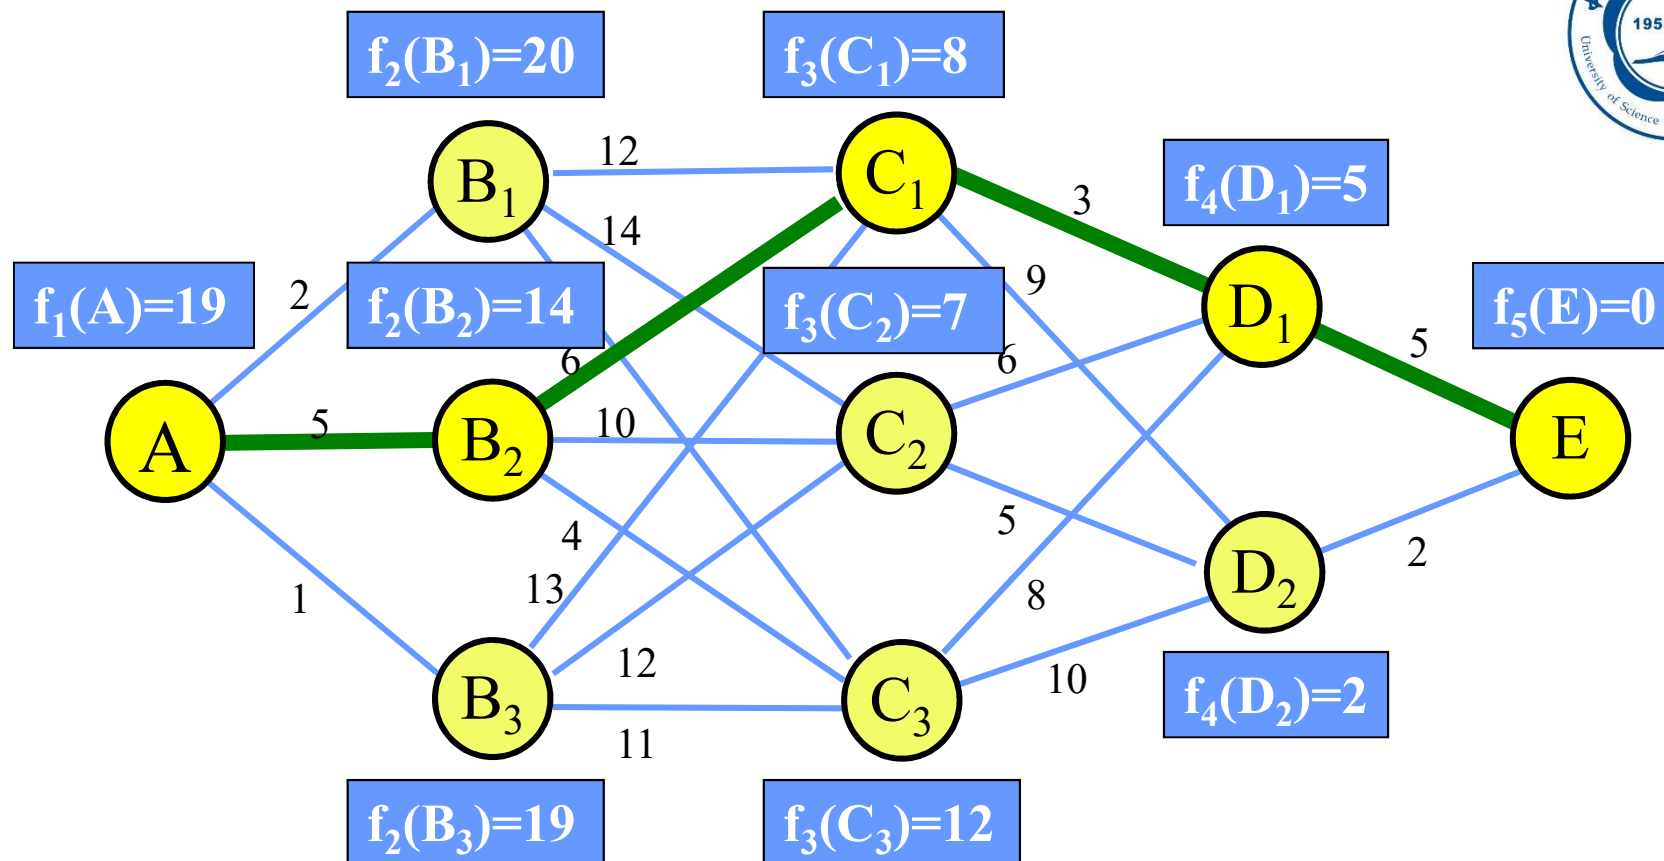 f₂(B₁)=20
f₃(C₁)=8
195
University of Science
B₁
12
C₁
3
f₄(D₁)=5
14
f₁(A)=19
2
f₂(B₂)=14
f₃(C₂)=7
9
D₁
f₅(E)=0
6
6
5
A
5
B₂
10
C₂
E
4
5
2
1
13
8
D₂
12
10
B₃
11
C₃
f₄(D₂)=2
f₂(B₃)=19
f₃(C₃)=12